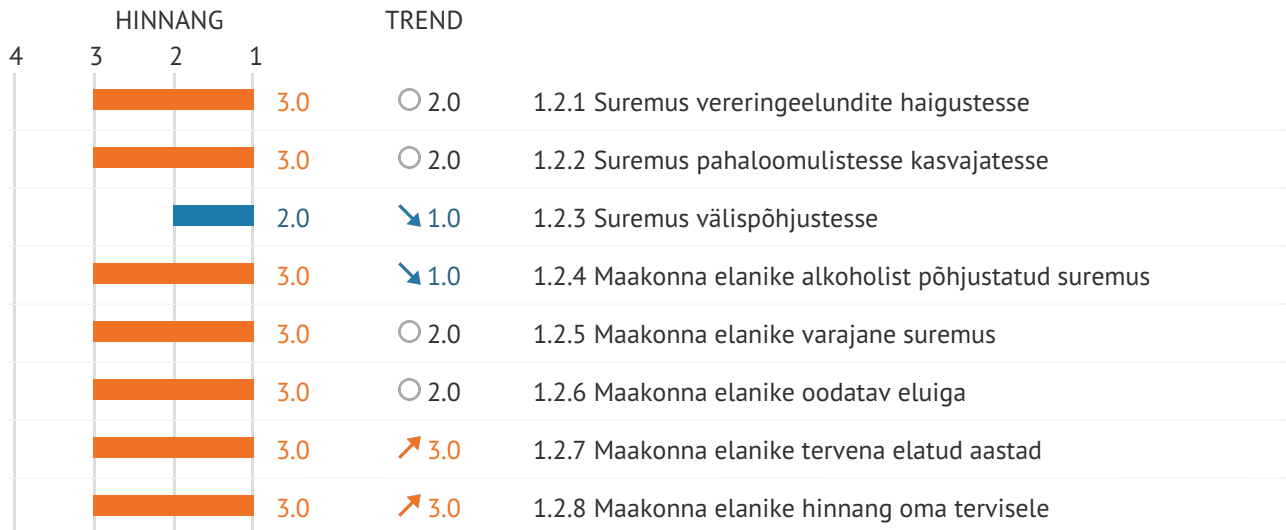 HINNANG TREND
4 3 2 1
3.0 2.0 1.2.1 Suremus vereringeelundite haigustesse
3.0 2.0 1.2.2 Suremus pahaloomulistesse kasvajatesse
2.0 1.0 1.2.3 Suremus välispõhjustesse
3.0 1.0 1.2.4 Maakonna elanike alkoholist põhjustatud suremus
3.0 2.0 1.2.5 Maakonna elanike varajane suremus
3.0 2.0 1.2.6 Maakonna elanike oodatav eluiga
3.0 3.0 1.2.7 Maakonna elanike tervena elatud aastad
3.0 3.0 1.2.8 Maakonna elanike hinnang oma tervisele